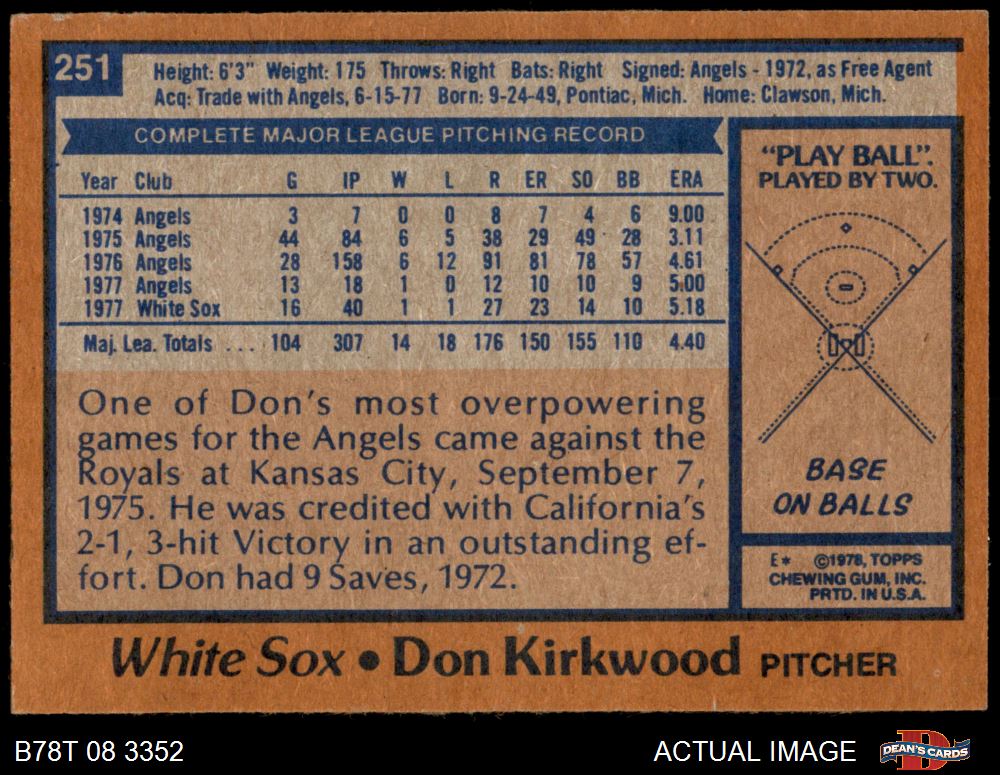 251
Height: 6'3" Weight: 175 Throws: Right Bats: Right Signed: Angels - 1972, as Free Agent
Acq: Trade with Angels, 6-15-77 Born: 9-24-49, Pontiac, Mich. Home: Clawson, Mich.
COMPLETE MAJOR LEAGUE PITCHING RECORD
Year Club G IP W L R ER SO BB ERA
1974 Angels 3 7 0 0 8 7 4 6 9.00
1975 Angels 44 84 6 5 38 29 49 28 3.11
1976 Angels 28 158 6 12 91 81 78 57 4.61
1977 Angels 13 18 1 0 12 10 10 9 5.00
1977 White Sox 16 40 1 1 27 23 14 10 5.18
Maj. Lea. Totals ... 104 307 14 18 176 150 155 110 4.40
One of Don's most overpowering
games for the Angels came against the
Royals at Kansas City, September 7,
1975. He was credited with California's
2-1, 3-hit Victory in an outstanding ef-
fort. Don had 9 Saves, 1972.
"PLAY BALL".
PLAYED BY TWO.
BASE
ON BALLS
E* ©1978, TOPPS
CHEWING GUM, INC.
PRTD. IN U.S.A.
White Sox • Don Kirkwood PITCHER
B78T 08 3352
ACTUAL IMAGE
D
DEAN'S CARDS